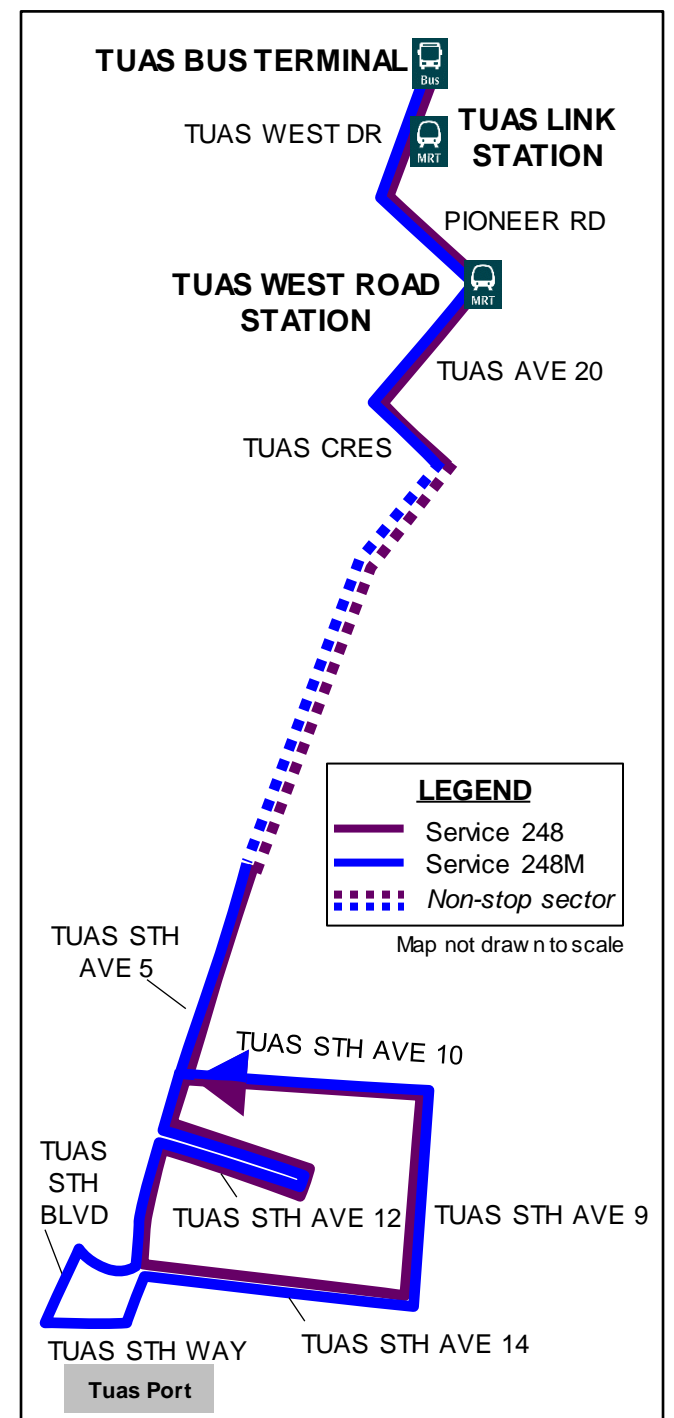 TUAS BUS TERMINAL
Bus
TUAS WEST DR
MRT
TUAS LINK
STATION
PIONEER RD
TUAS WEST ROAD
STATION
MRT
TUAS AVE 20
TUAS CRES
LEGEND
Service 248
Service 248M
Non-stop sector
Map not drawn to scale
TUAS STH
AVE 5
TUAS STH AVE 10
TUAS
STH
BLVD
TUAS STH AVE 12
TUAS STH AVE 9
TUAS STH WAY
TUAS STH AVE 14
Tuas Port